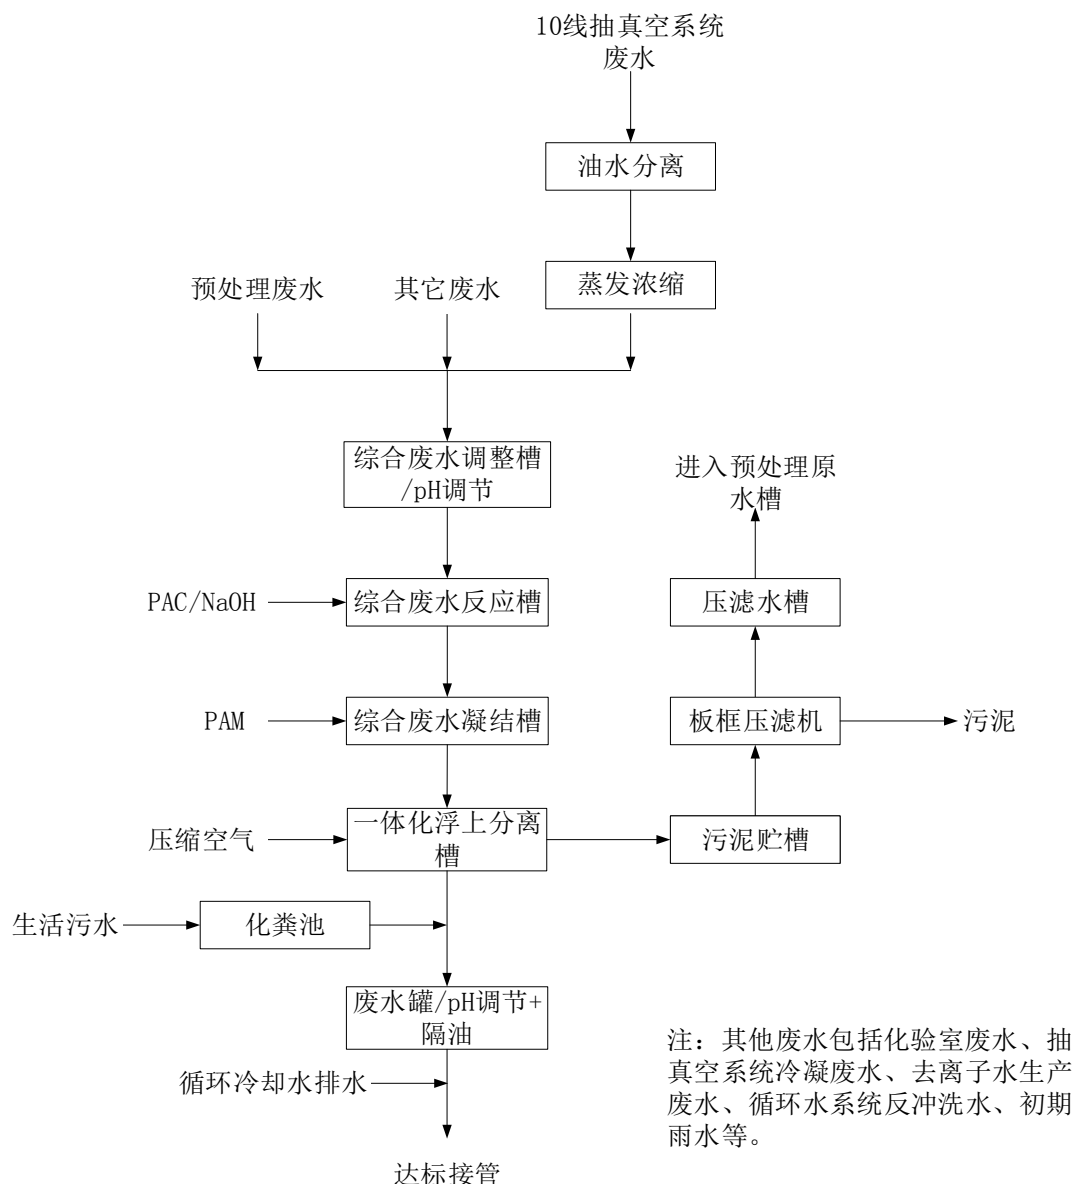 10线抽真空系统
废水
油水分离
蒸发浓缩
预处理废水
其它废水
综合废水调整槽
/pH调节
进入预处理原
水槽
PAC/NaOH
综合废水反应槽
压滤水槽
PAM
综合废水凝结槽
板框压滤机
污泥
压缩空气
一体化浮上分离
槽
污泥贮槽
生活污水
化粪池
废水罐/pH调节+
隔油
循环冷却水排水
达标接管
注：其他废水包括化验室废水、抽
真空系统冷凝废水、去离子水生产
废水、循环水系统反冲洗水、初期
雨水等。